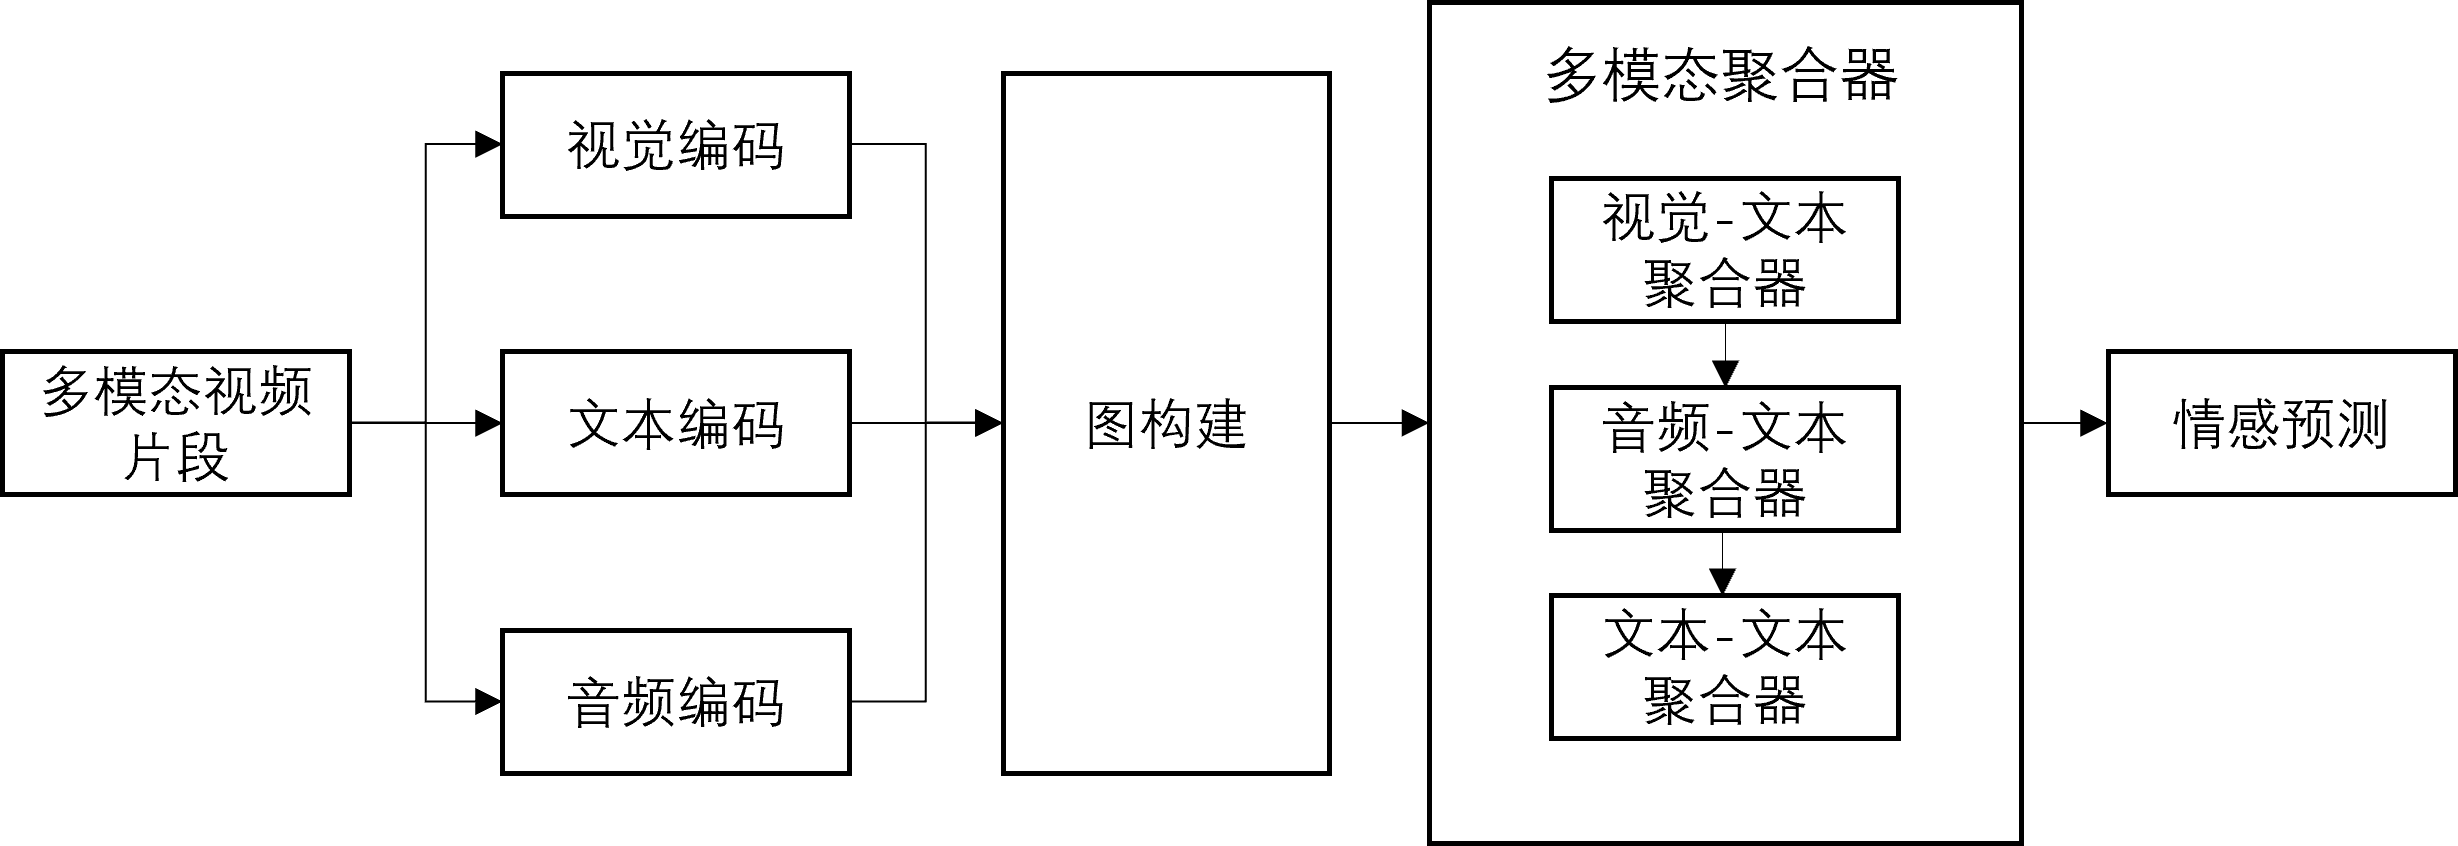 多模态视频
片段
视觉编码
文本编码
音频编码
图构建
多模态聚合器
视觉-文本
聚合器
音频-文本
聚合器
文本-文本
聚合器
情感预测